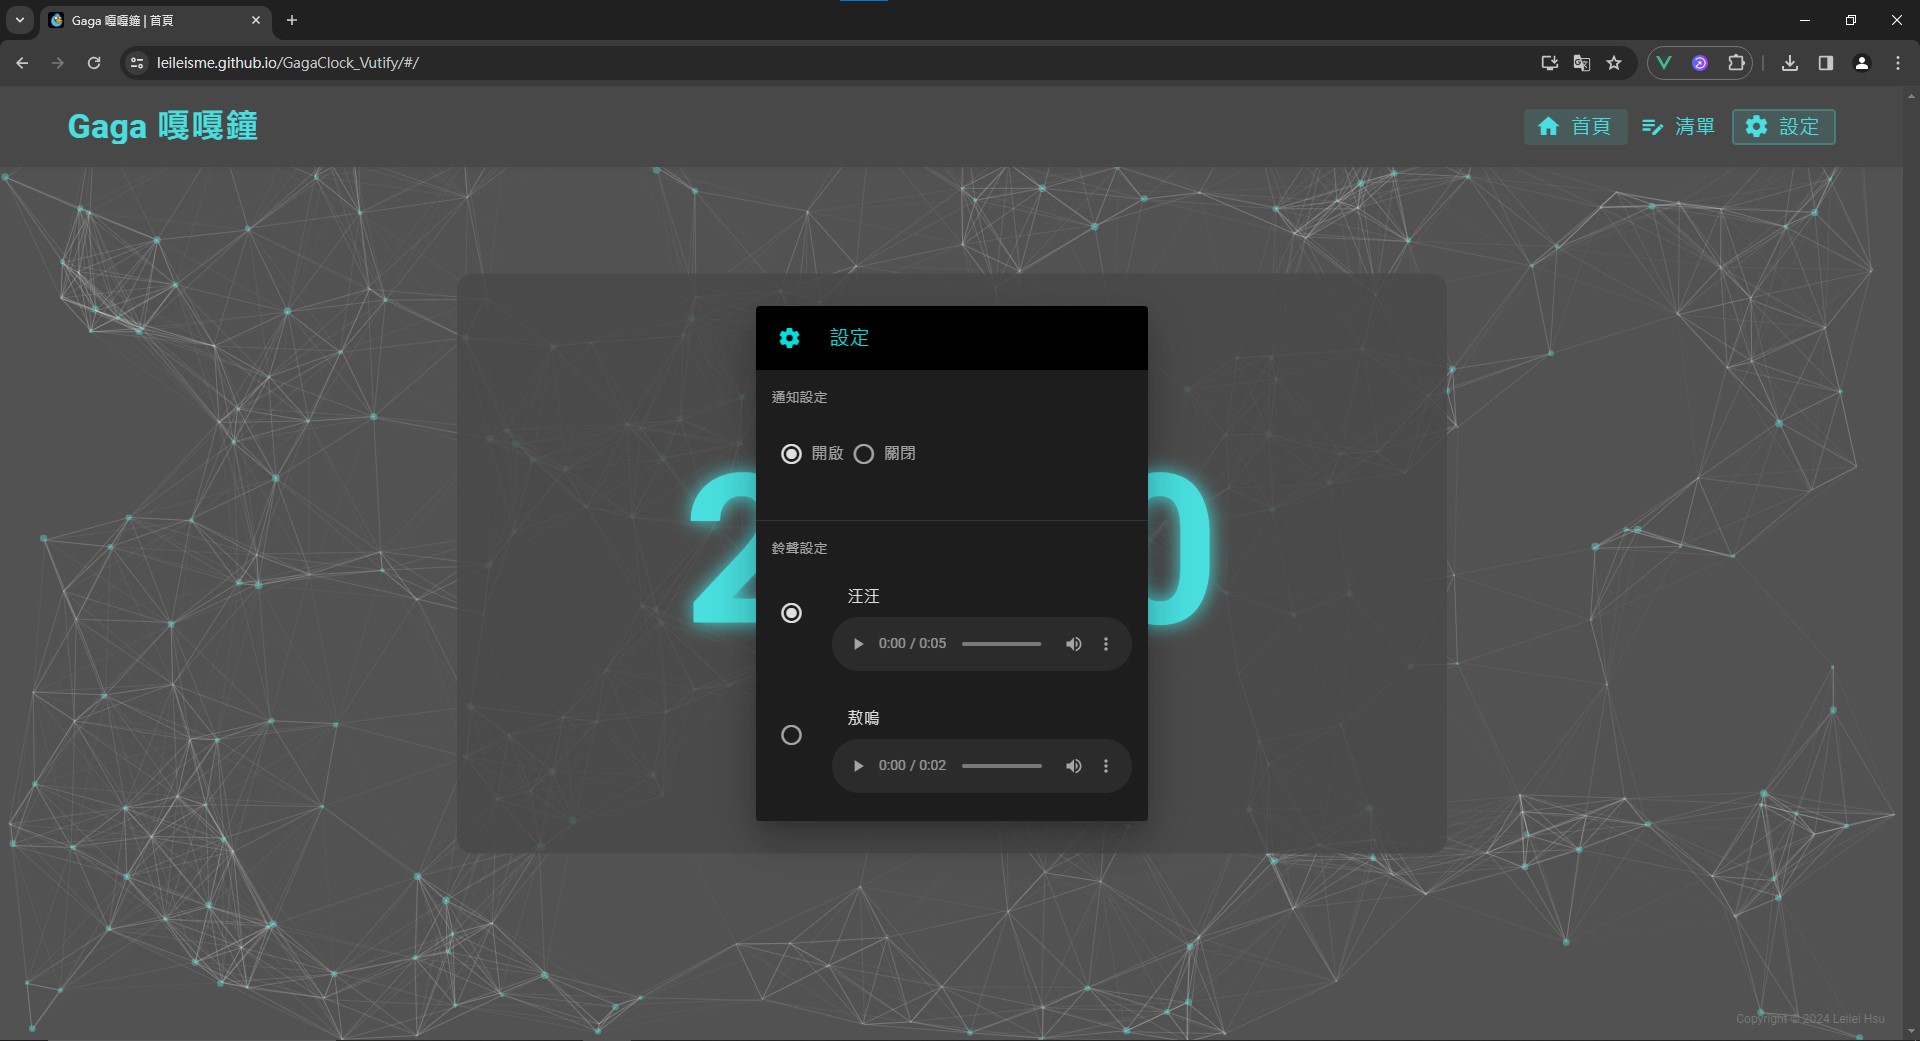 Gaga 嘎嘎鐘 | 首頁
leileisme.github.io/GagaClock_Vutify/#/
Gaga 嘎嘎鐘
首頁
清單
設定
設定
通知設定
開啟
關閉
2
0
鈴聲設定
汪汪
0:00 / 0:05
敖嗚
0:00 / 0:02
Copyright © 2024 Leilei Hsu